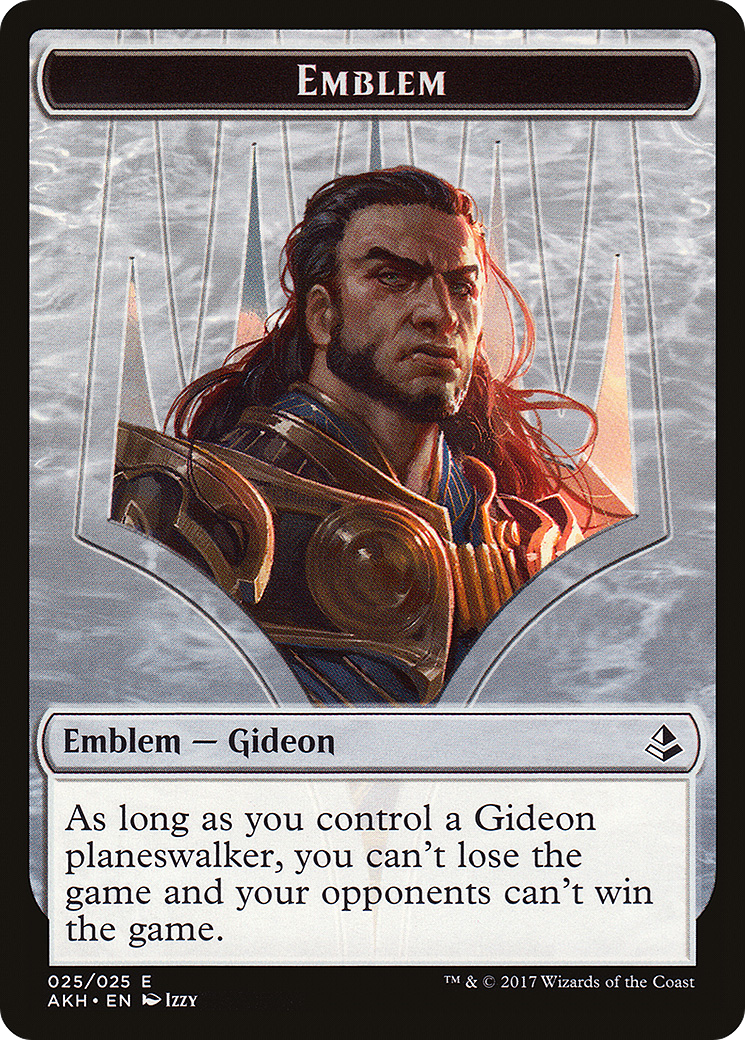 EMBLEM
Emblem — Gideon
As long as you control a Gideon
planeswalker, you can't lose the
game and your opponents can't win
the game.
025/025 E
AKH • EN IZZY
™ & © 2017 Wizards of the Coast